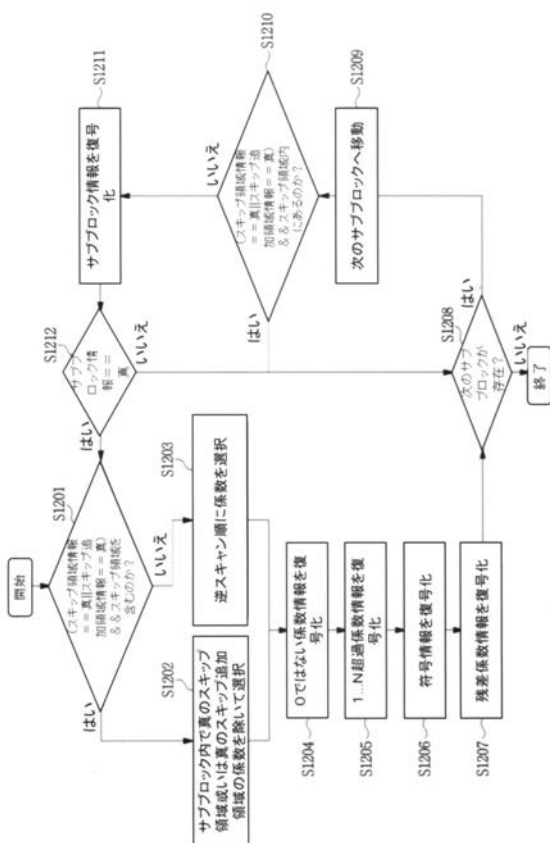 開始
S1201
(スキップ領域情報
==真||スキップ追
加領域情報==真)
&&スキップ領域を
含むのか?
はい
いいえ
S1202
サブブロック内で真のスキップ
領域或いは真のスキップ追加
領域の係数を除いて選択
S1203
逆スキャン順に係数を選択
S1204
0ではない係数情報を復
号化
S1205
1...N超過係数情報を復
号化
S1206
符号情報を復号化
S1207
残差係数情報を復号化
S1208
次のサブ
ブロックが
存在?
はい
いいえ
終了
S1209
次のサブブロックへ移動
S1210
(スキップ領域情報
==真||スキップ追
加領域情報==真)
&&スキップ領域内
にあるのか?
はい
いいえ
S1211
サブブロック情報を復号
化
S1212
サブブ
ロック情
報==
真
はい
いいえ